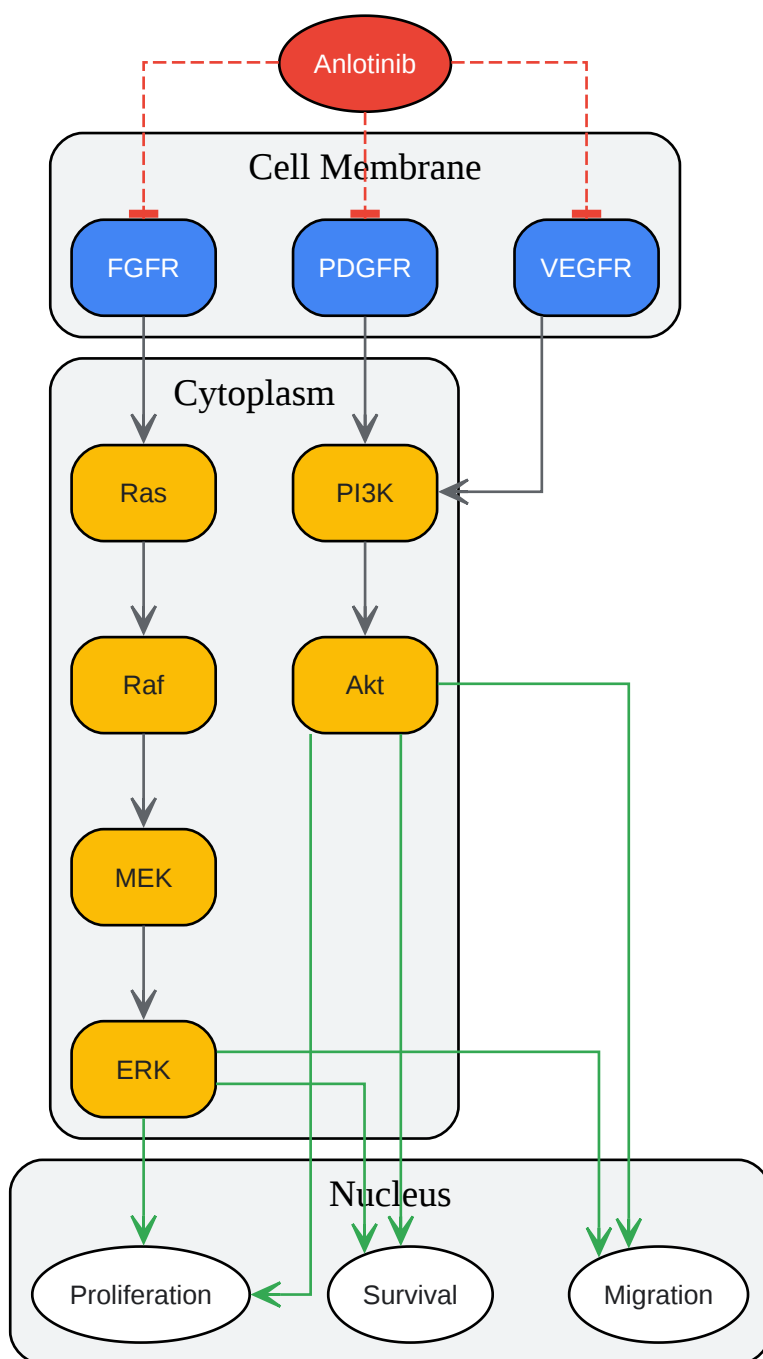 Anlotinib
Cell Membrane
FGFR
PDGFR
VEGFR
Cytoplasm
Ras
PI3K
Raf
Akt
MEK
ERK
Nucleus
Proliferation
Survival
Migration